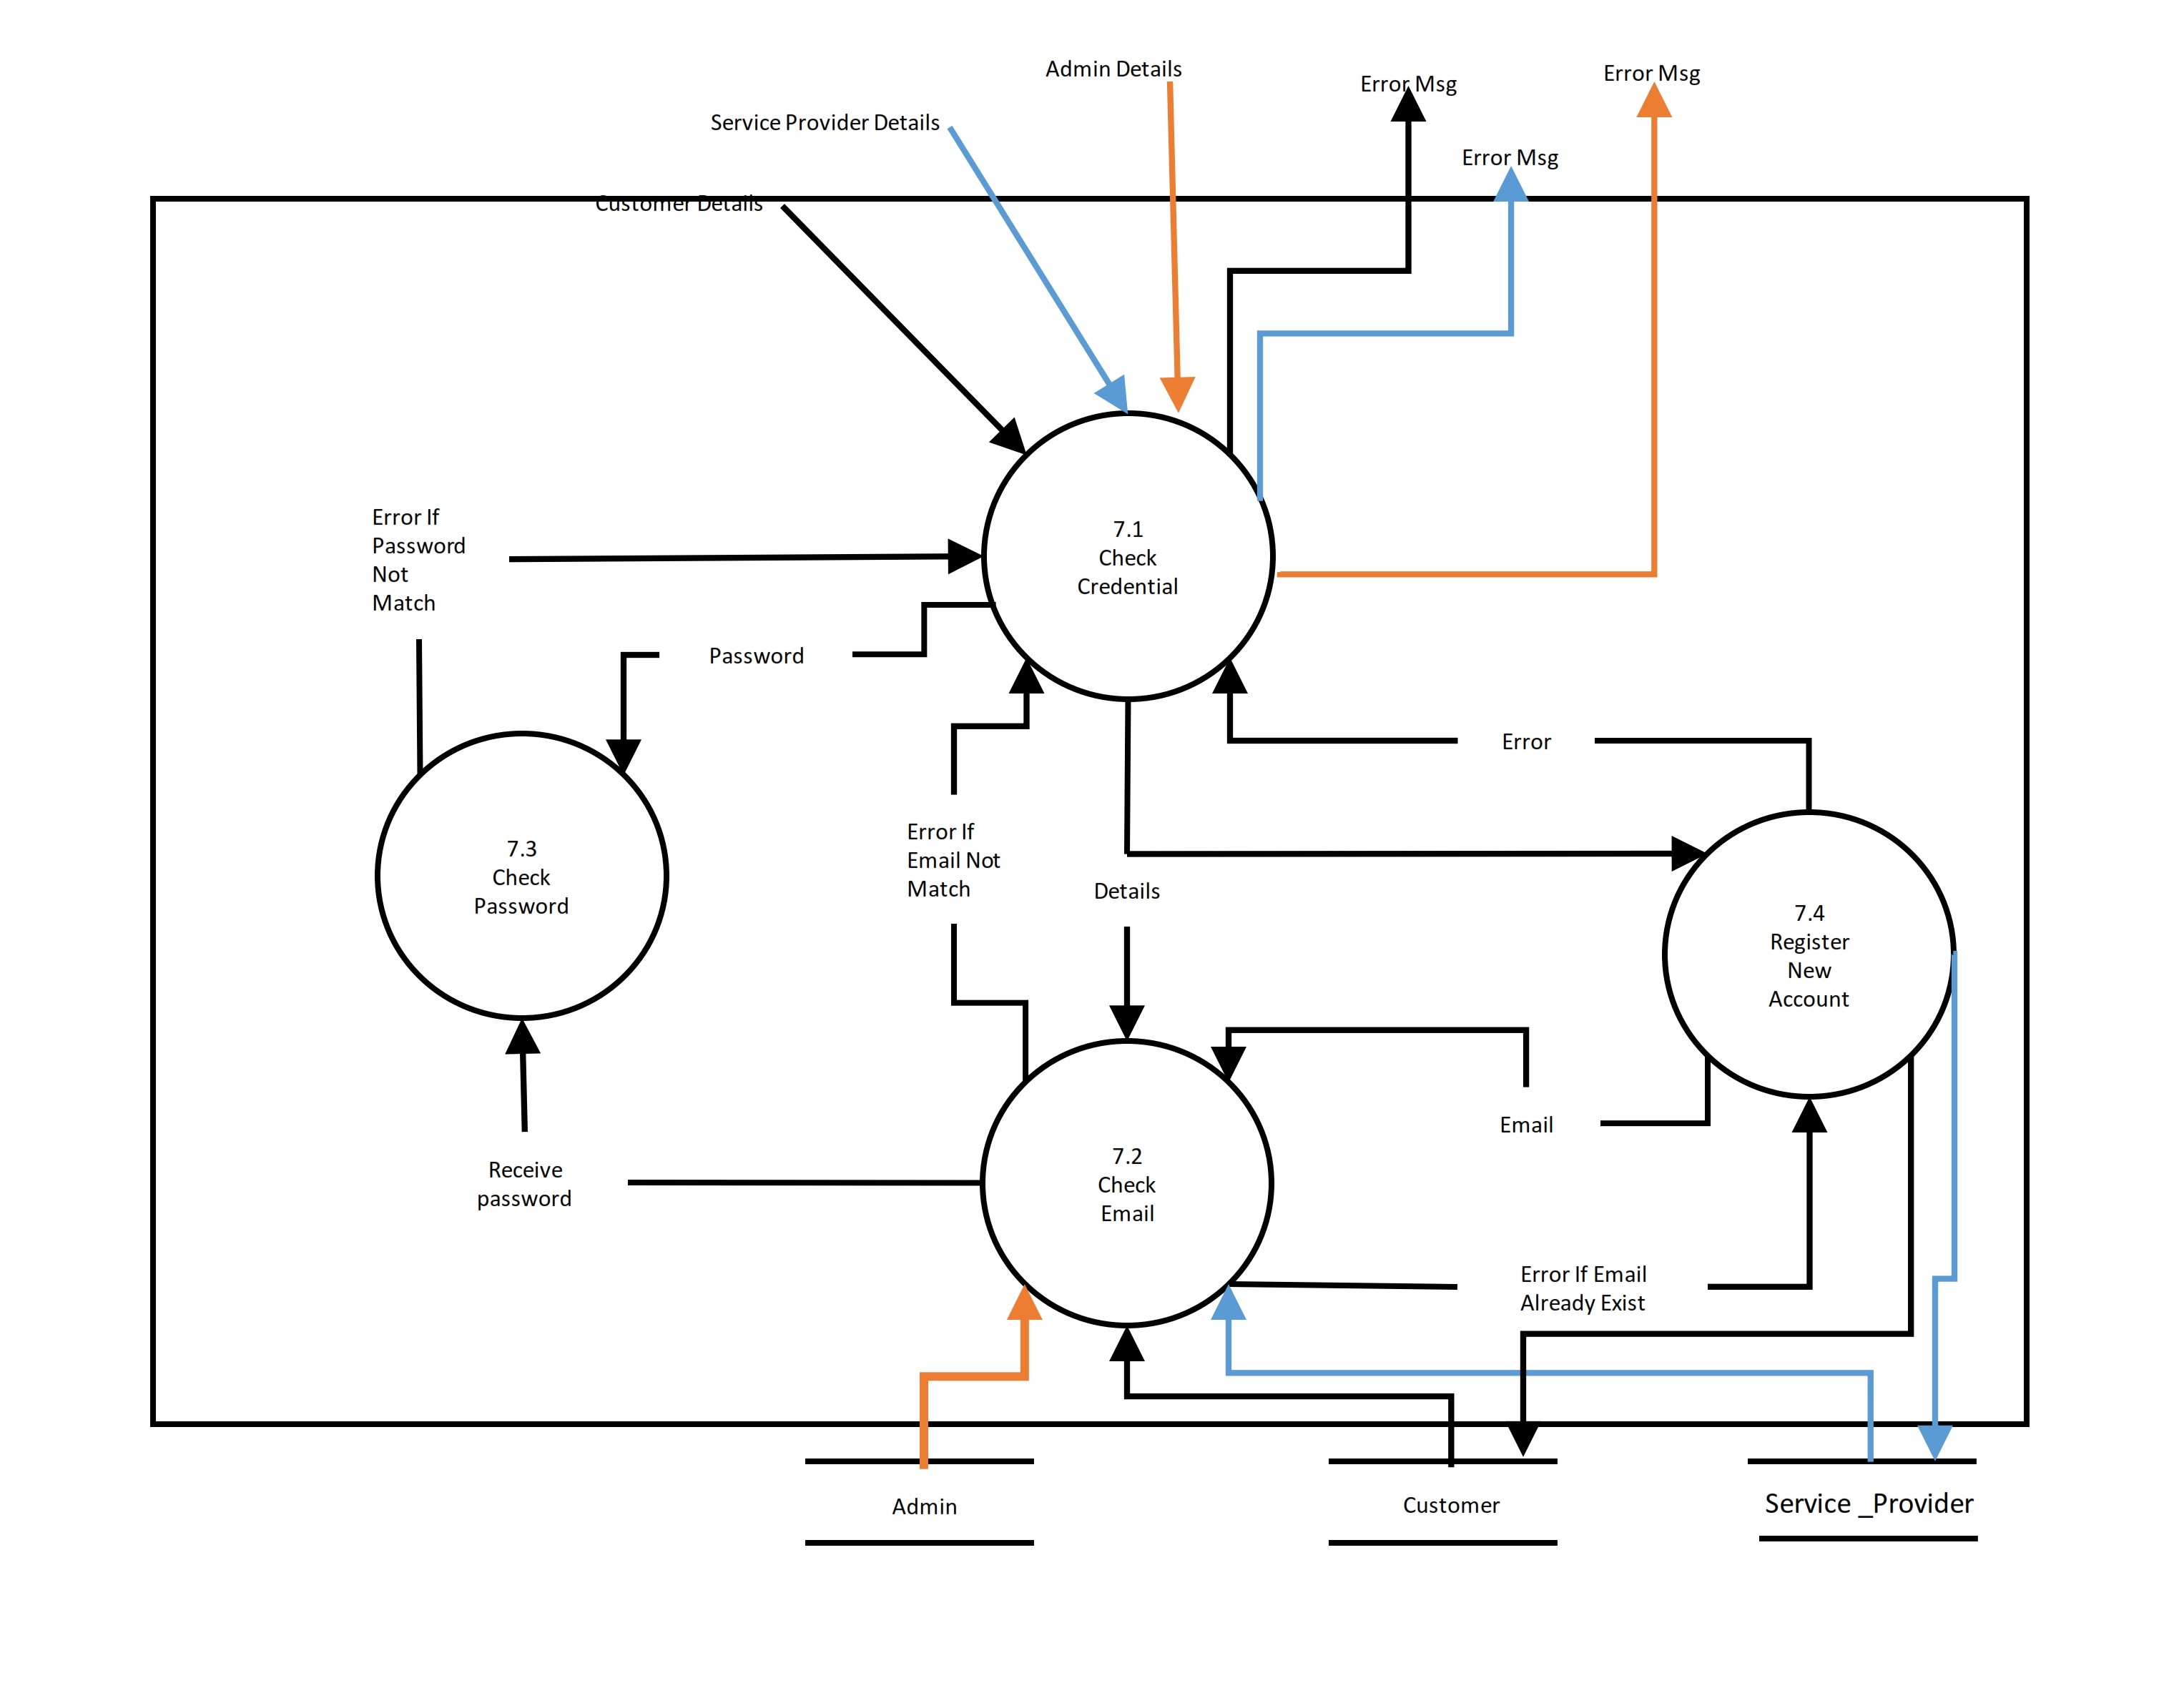 Admin Details
Error Msg
Error Msg
Service Provider Details
Error Msg
Customer Details
Error If
Password
Not
Match
7.1
Check
Credential
Password
Error
Error If
Email Not
Match
Details
7.3
Check
Password
7.4
Register
New
Account
Email
Receive
password
7.2
Check
Email
Error If Email
Already Exist
Admin
Customer
Service _Provider